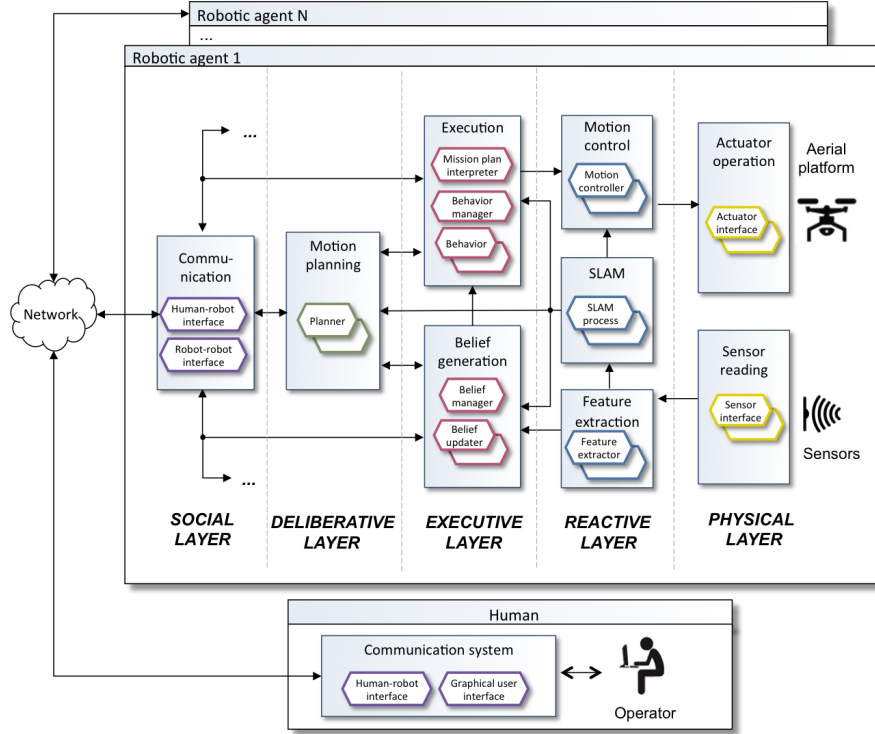 Robotic agent N
...
Robotic agent 1
...
Commu-
nication
Human-robot
interface
Robot-robot
interface
...
Network
Motion
planning
Planner
Execution
Mission plan
interpreter
Behavior
manager
Behavior
Belief
generation
Belief
manager
Belief
updater
Motion
control
Motion
controller
SLAM
SLAM
process
Feature
extraction
Feature
extractor
Actuator
operation
Actuator
interface
Aerial
platform
Sensor
reading
Sensor
interface
Sensors
SOCIAL
LAYER
DELIBERATIVE
LAYER
EXECUTIVE
LAYER
REACTIVE
LAYER
PHYSICAL
LAYER
Human
Communication system
Human-robot
interface
Graphical user
interface
Operator